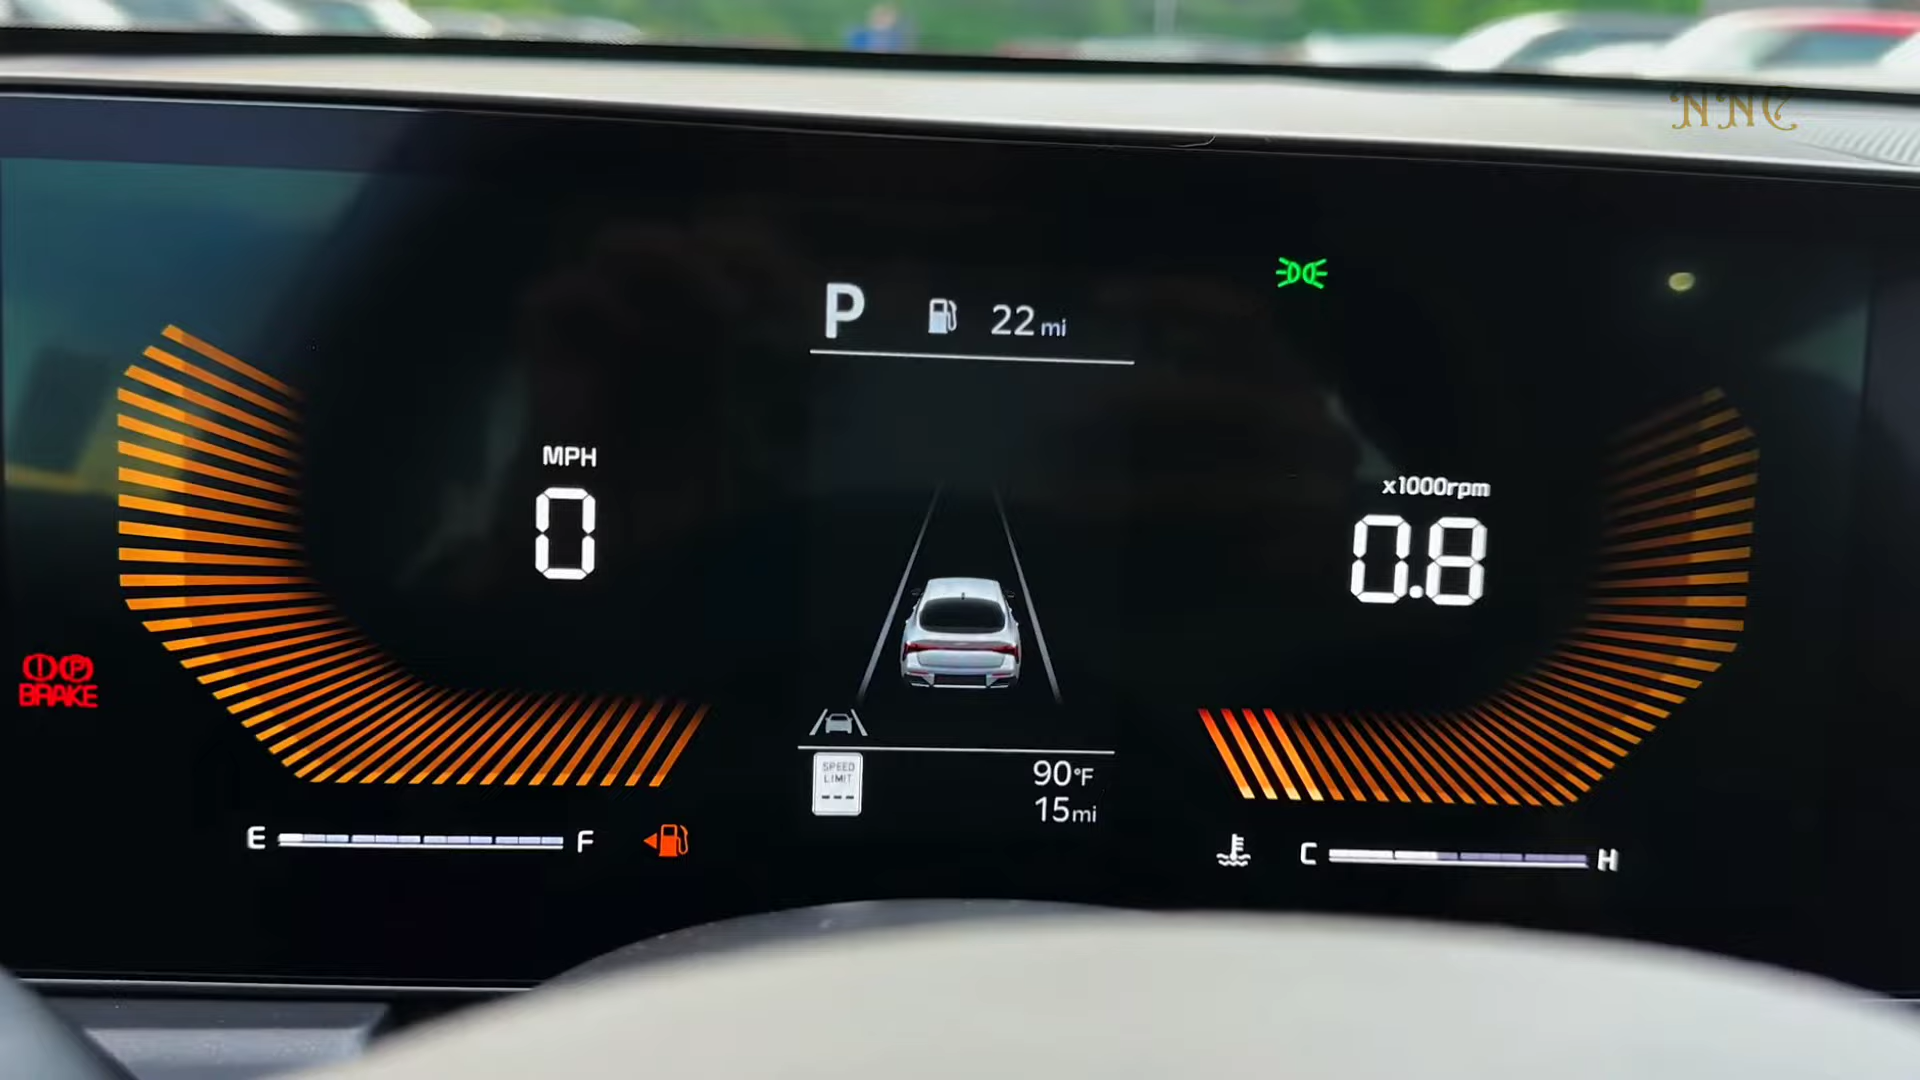 NNC
P 22 mi
MPH
0
x1000rpm
0.8
BRAKE
SPEED
LIMIT
---
90°F
15mi
E F
C H